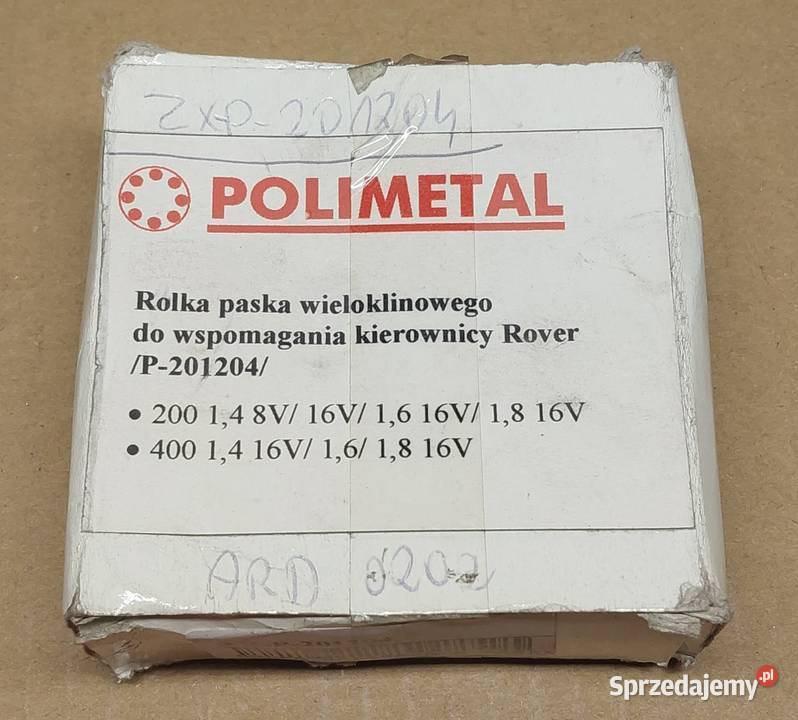 ZXP-201204
POLIMETAL
Rolka paska wieloklinowego
do wspomagania kierownicy Rover
/P-201204/
• 200 1,4 8V/ 16V/ 1,6 16V/ 1,8 16V
• 400 1,4 16V/ 1,6/ 1,8 16V
ARD
Sprzedajemy.pl